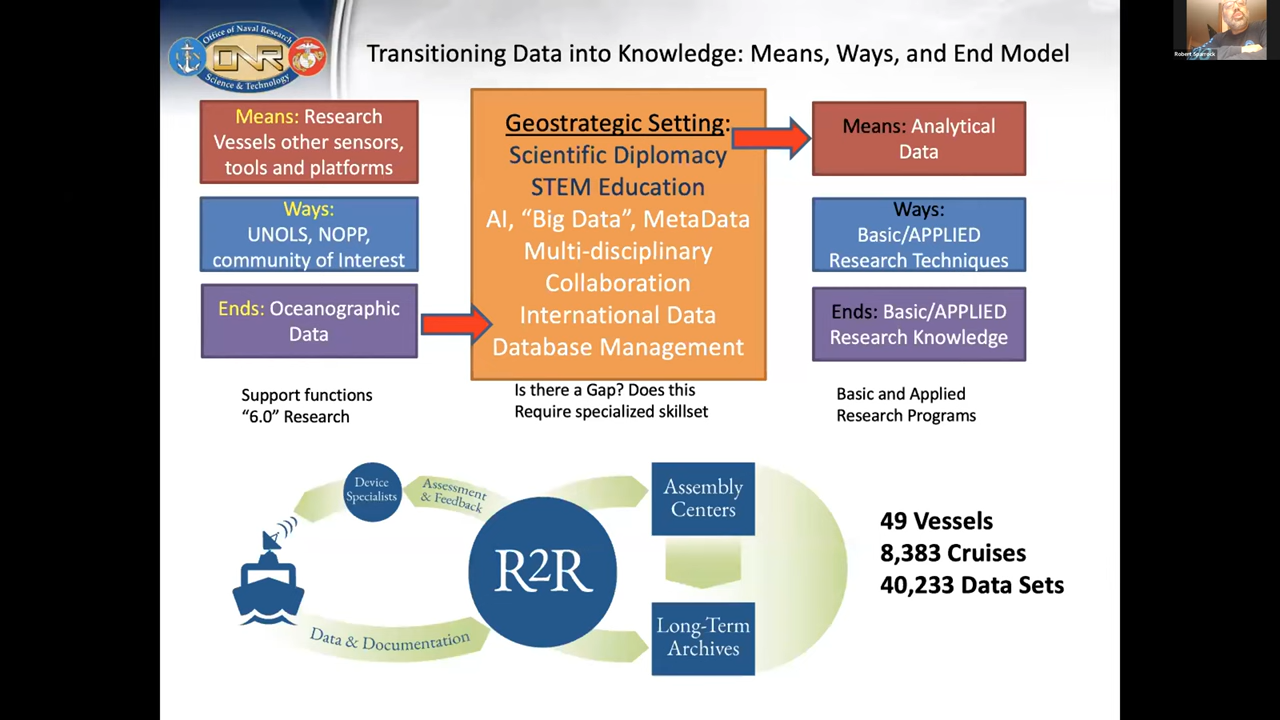 Office of Naval Research
ONR
Science & Technology
Transitioning Data into Knowledge: Means, Ways, and End Model
Means: Research
Vessels other sensors,
tools and platforms
Ways:
UNOLS, NOPP,
community of Interest
Ends: Oceanographic
Data
Support functions
“6.0” Research
Geostrategic Setting:
Scientific Diplomacy
STEM Education
AI, “Big Data”, MetaData
Multi-disciplinary
Collaboration
International Data
Database Management
Is there a Gap? Does this
Require specialized skillset
Means: Analytical
Data
Ways:
Basic/APPLIED
Research Techniques
Ends: Basic/APPLIED
Research Knowledge
Basic and Applied
Research Programs
Device
Specialists
Assessment
& Feedback
R2R
Data & Documentation
Assembly
Centers
Long-Term
Archives
49 Vessels
8,383 Cruises
40,233 Data Sets
Robert